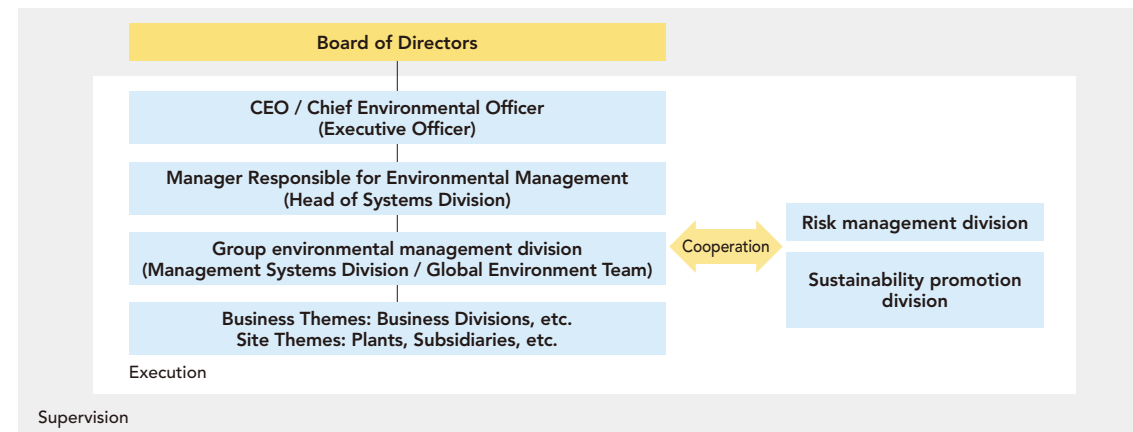 Board of Directors
CEO / Chief Environmental Officer
(Executive Officer)
Manager Responsible for Environmental Management
(Head of Systems Division)
Group environmental management division
(Management Systems Division / Global Environment Team)
Cooperation
Risk management division
Sustainability promotion
division
Business Themes: Business Divisions, etc.
Site Themes: Plants, Subsidiaries, etc.
Execution
Supervision